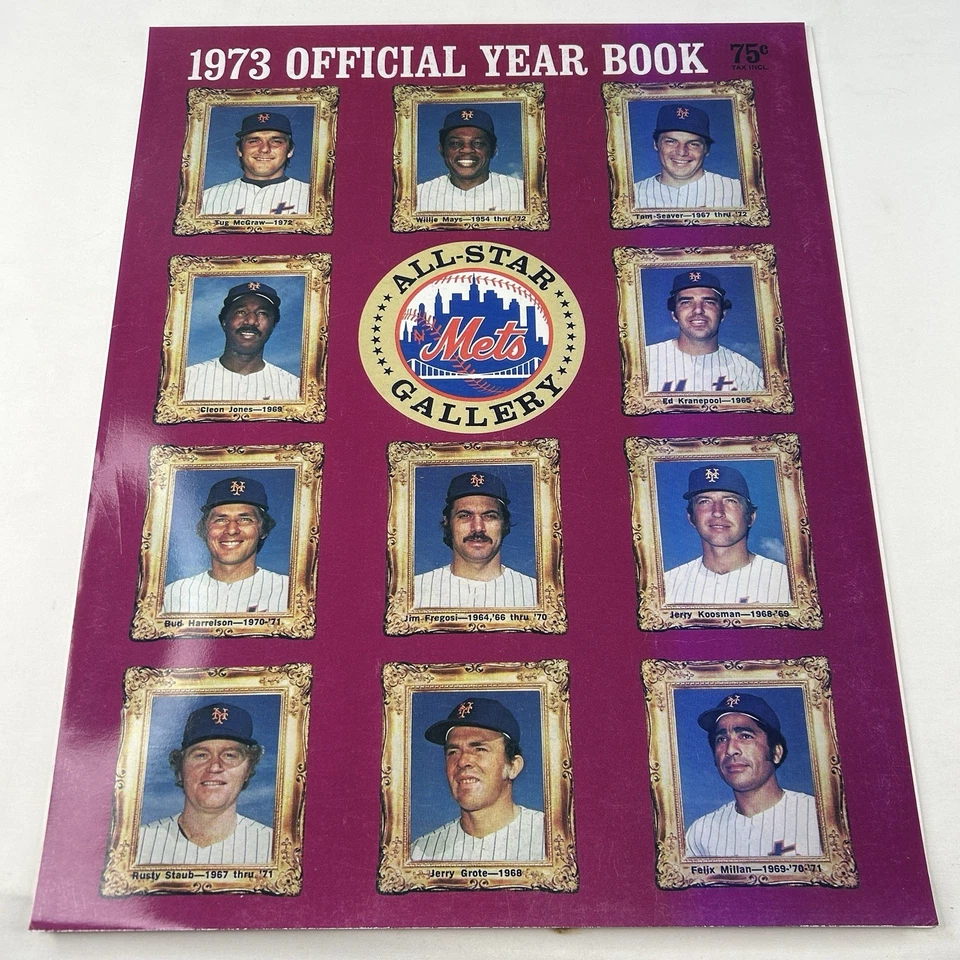 1973 OFFICIAL YEAR BOOK
75¢
TAX INCL.
Tug McGraw—1972
Willie Mays—1954 thru '72
Tom Seaver—1967 thru '72
ALL-STAR
Mets
GALLERY
Cleon Jones—1969
Ed Kranepool—1965
Bud Harrelson—1970-'71
Jim Fregosi—1964,'66 thru '70
Jerry Koosman—1968-'69
Rusty Staub—1967 thru '71
Jerry Grote—1968
Felix Millan—1969-'70-'71